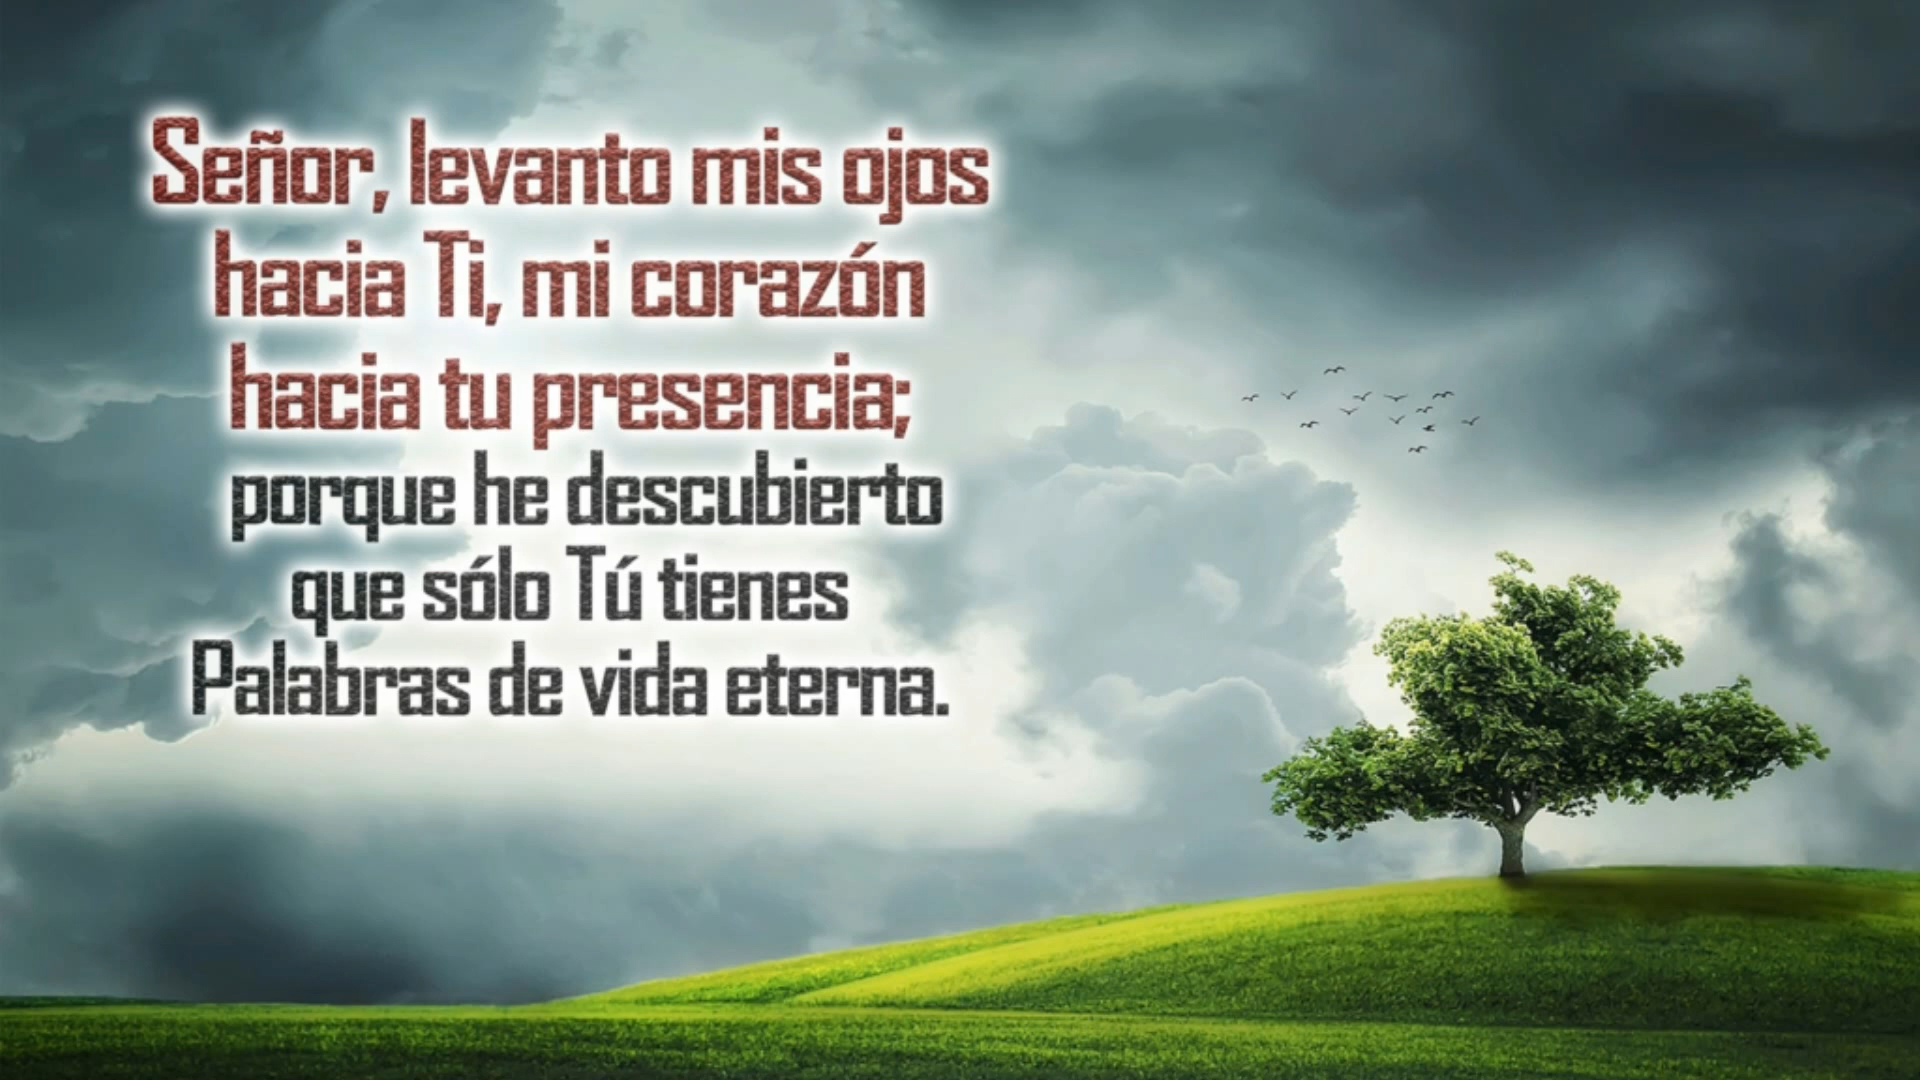 Señor, levanto mis ojos
hacia Ti, mi corazón
hacia tu presencia;
porque he descubierto
que sólo Tú tienes
Palabras de vida eterna.